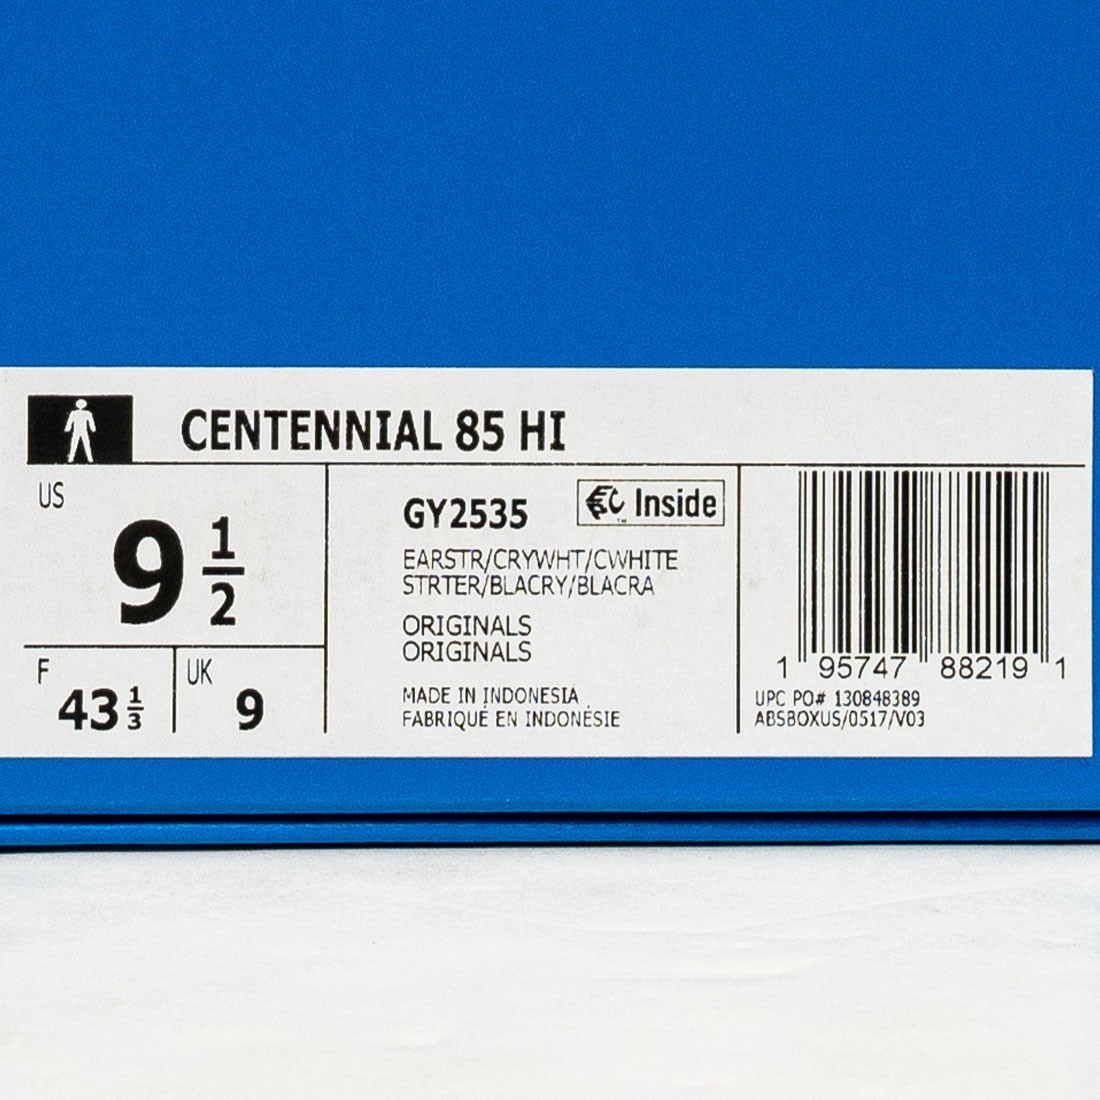 CENTENNIAL 85 HI
US
9 1/2
F
43 1/3
UK
9
GY2535
Inside
EARSTR/CRYWHT/CWHITE
STRTER/BLACRY/BLACRA
ORIGINALS
ORIGINALS
MADE IN INDONESIA
FABRIQUÉ EN INDONÉSIE
1 95747 88219 1
UPC PO# 130848389
ABSBOXUS/0517/V03